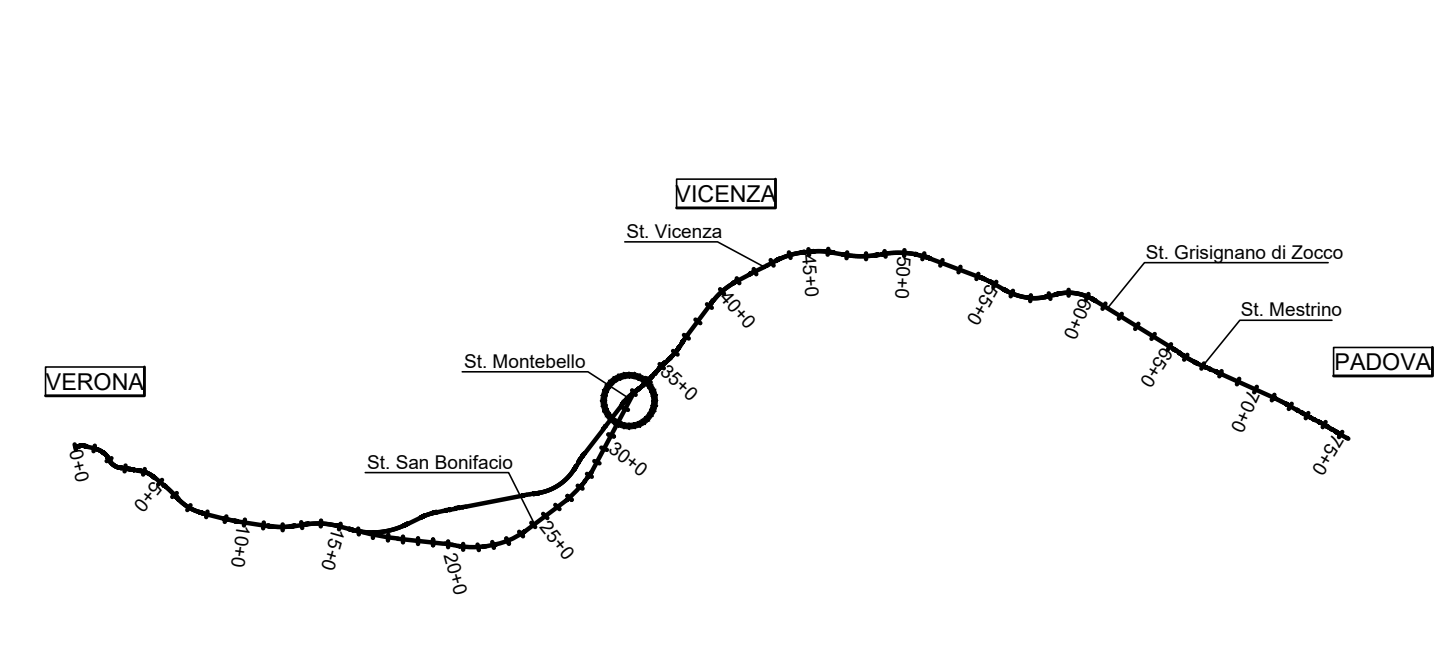 VICENZA
St. Vicenza
St. Grisignano di Zocco
St. Mestrino
PADOVA
St. Montebello
VERONA
St. San Bonifacio
0+0
5+0
10+0
15+0
20+0
25+0
30+0
35+0
40+0
45+0
50+0
55+0
60+0
65+0
70+0
75+0